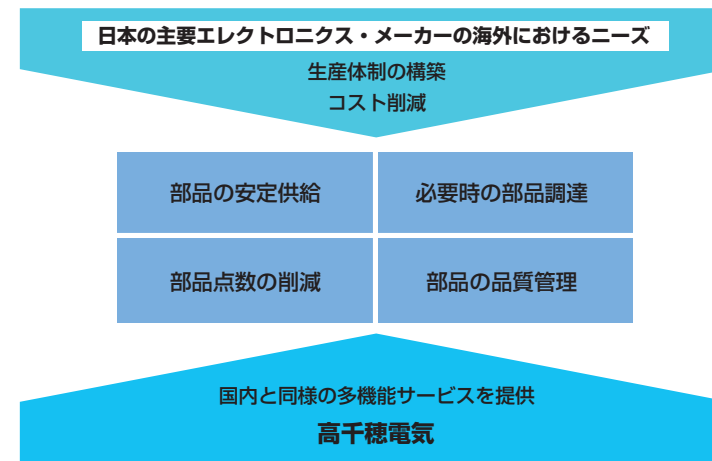 日本の主要エレクトロニクス・メーカーの海外におけるニーズ
生産体制の構築
コスト削減
部品の安定供給
必要時の部品調達
部品点数の削減
部品の品質管理
国内と同様の多機能サービスを提供
高千穂電気